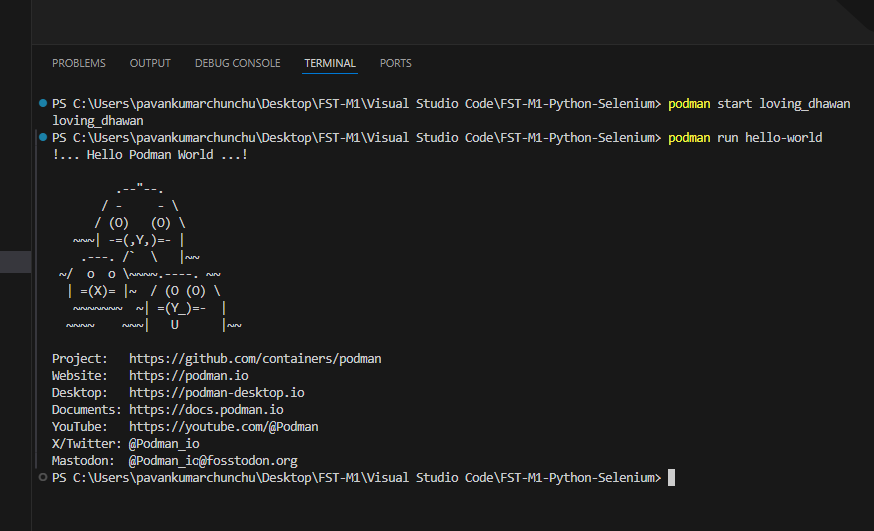 PROBLEMS OUTPUT DEBUG CONSOLE TERMINAL PORTS
PS C:\Users\pavankumarchunchu\Desktop\FST-M1\Visual Studio Code\FST-M1-Python-Selenium> podman start loving_dhawan
loving_dhawan
PS C:\Users\pavankumarchunchu\Desktop\FST-M1\Visual Studio Code\FST-M1-Python-Selenium> podman run hello-world
!... Hello Podman World ...!

         .--"--.
       / -     - \
      / (O)   (O) \
   ~~~| -=(,Y,)=- |
    .---. /`  \   |~~
 ~/  o  o \~~~~.----. ~~
  | =(X)= |~  / (O (O) \
   ~~~~~~~  ~| =(Y_)=-  |
  ~~~~    ~~~|   U      |~~

Project:   https://github.com/containers/podman
Website:   https://podman.io
Desktop:   https://podman-desktop.io
Documents: https://docs.podman.io
YouTube:   https://youtube.com/@Podman
X/Twitter: @Podman_io
Mastodon:  @Podman_io@fosstodon.org
PS C:\Users\pavankumarchunchu\Desktop\FST-M1\Visual Studio Code\FST-M1-Python-Selenium>